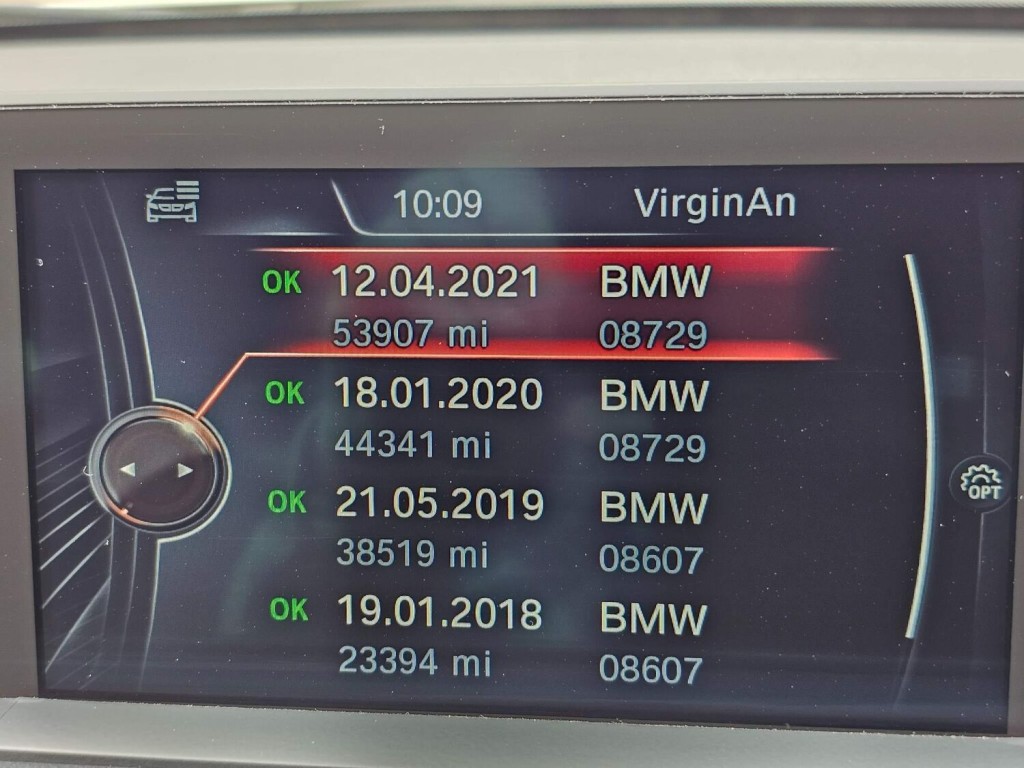 10:09 VirginAn
OK 12.04.2021 BMW
53907 mi 08729
OK 18.01.2020 BMW
44341 mi 08729
OK 21.05.2019 BMW
38519 mi 08607
OPT
OK 19.01.2018 BMW
23394 mi 08607